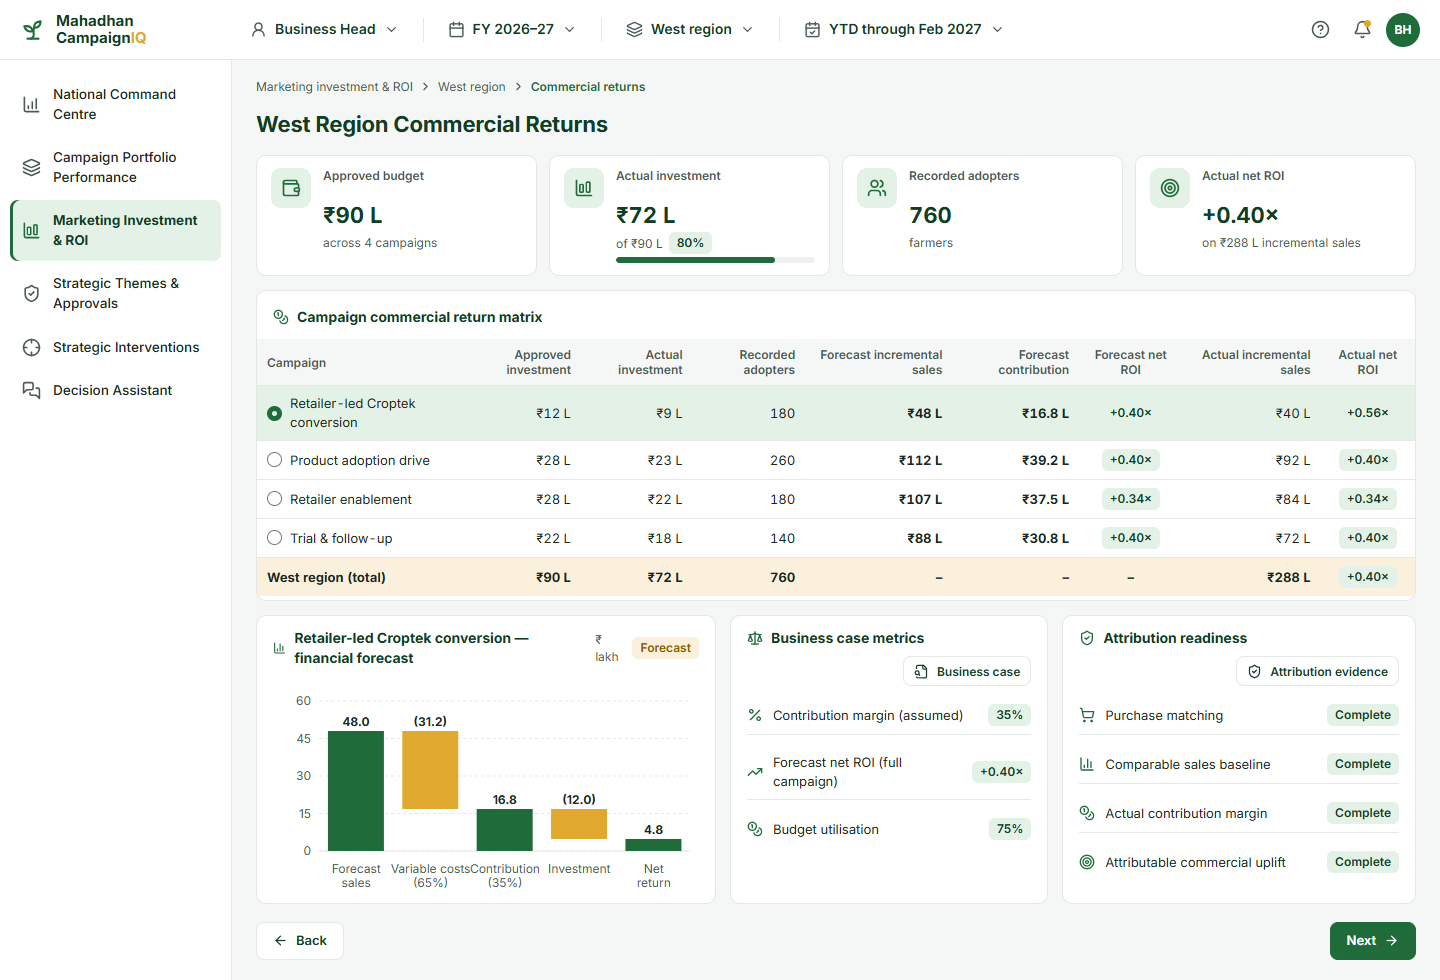 Mahadhan
CampaignIQ
Business Head
FY 2026–27
West region
YTD through Feb 2027
BH
National Command
Centre
Campaign Portfolio
Performance
Marketing Investment
& ROI
Strategic Themes &
Approvals
Strategic Interventions
Decision Assistant
Marketing investment & ROI > West region > Commercial returns
West Region Commercial Returns
Approved budget
₹90 L
across 4 campaigns
Actual investment
₹72 L
of ₹90 L 80%
Recorded adopters
760
farmers
Actual net ROI
+0.40×
on ₹288 L incremental sales
Campaign commercial return matrix
Campaign
Approved
investment
Actual
investment
Recorded
adopters
Forecast incremental
sales
Forecast
contribution
Forecast net
ROI
Actual incremental
sales
Actual net
ROI
Retailer-led Croptek
conversion
₹12 L ₹9 L 180 ₹48 L ₹16.8 L +0.40× ₹40 L +0.56×
Product adoption drive ₹28 L ₹23 L 260 ₹112 L ₹39.2 L +0.40× ₹92 L +0.40×
Retailer enablement ₹28 L ₹22 L 180 ₹107 L ₹37.5 L +0.34× ₹84 L +0.34×
Trial & follow-up ₹22 L ₹18 L 140 ₹88 L ₹30.8 L +0.40× ₹72 L +0.40×
West region (total) ₹90 L ₹72 L 760 – – – ₹288 L +0.40×
Retailer-led Croptek conversion —
financial forecast
₹
lakh
Forecast
60
45
30
15
0
48.0
(31.2)
16.8
(12.0)
4.8
Forecast
sales
Variable costs
(65%)
Contribution
(35%)
Investment
Net
return
Business case metrics
Business case
Contribution margin (assumed) 35%
Forecast net ROI (full
campaign)
+0.40×
Budget utilisation 75%
Attribution readiness
Attribution evidence
Purchase matching Complete
Comparable sales baseline Complete
Actual contribution margin Complete
Attributable commercial uplift Complete
Back
Next